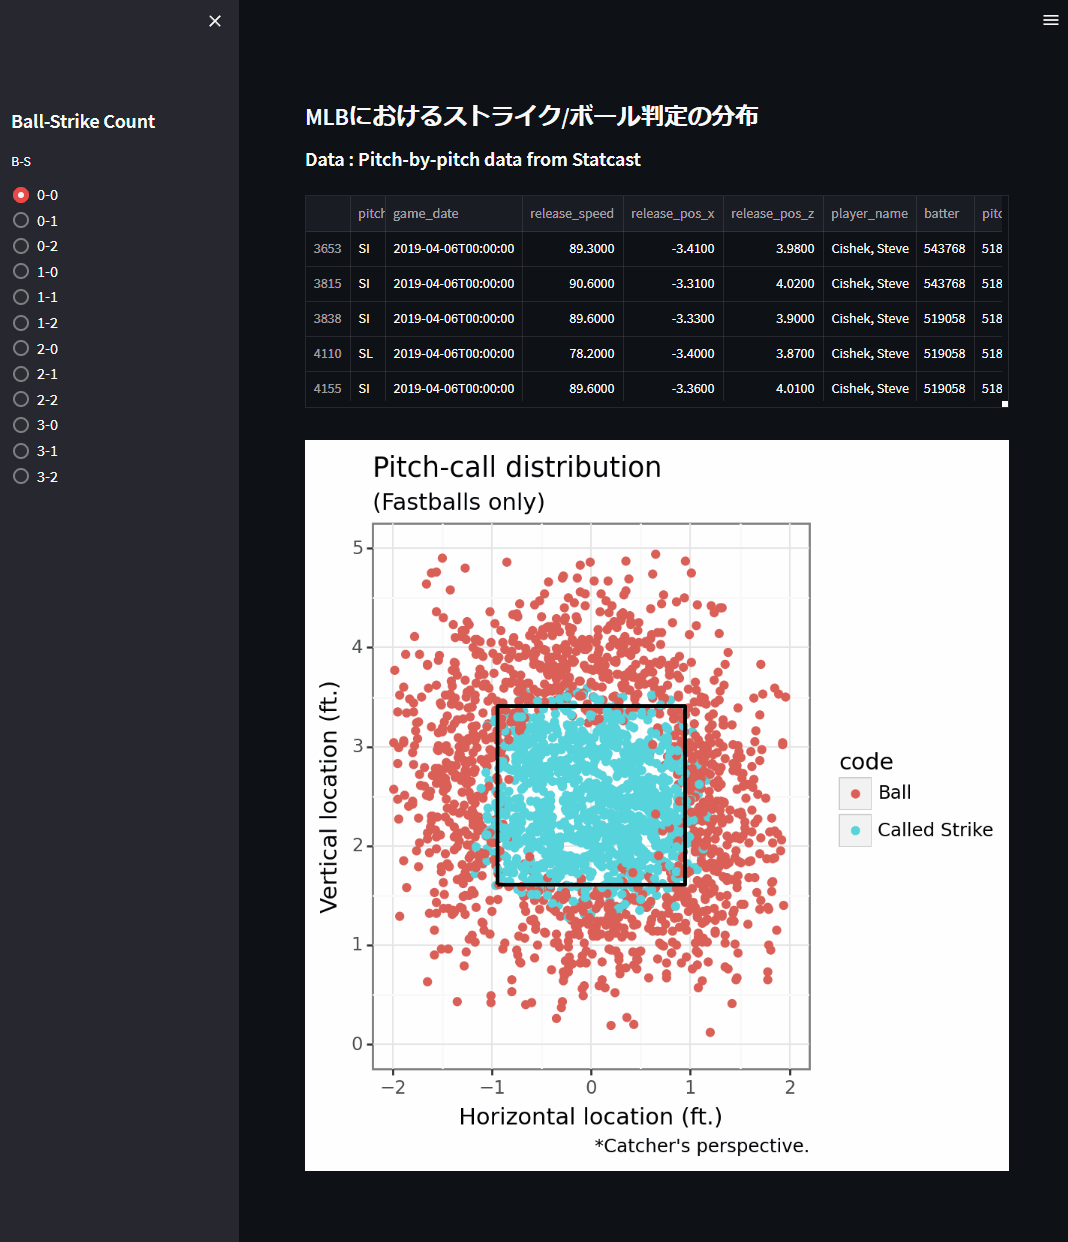 Ball-Strike Count
B-S
0-0
0-1
0-2
1-0
1-1
1-2
2-0
2-1
2-2
3-0
3-1
3-2
MLBにおけるストライク/ボール判定の分布
Data : Pitch-by-pitch data from Statcast
pitch game_date release_speed release_pos_x release_pos_z player_name batter pitc
3653 SI 2019-04-06T00:00:00 89.3000 -3.4100 3.9800 Cishek, Steve 543768 518
3815 SI 2019-04-06T00:00:00 90.6000 -3.3100 4.0200 Cishek, Steve 543768 518
3838 SI 2019-04-06T00:00:00 89.6000 -3.3300 3.9000 Cishek, Steve 519058 518
4110 SL 2019-04-06T00:00:00 78.2000 -3.4000 3.8700 Cishek, Steve 519058 518
4155 SI 2019-04-06T00:00:00 89.6000 -3.3600 4.0100 Cishek, Steve 519058 518
Pitch-call distribution
(Fastballs only)
Vertical location (ft.)
5
4
3
2
1
0
−2 −1 0 1 2
Horizontal location (ft.)
*Catcher's perspective.
code
Ball
Called Strike